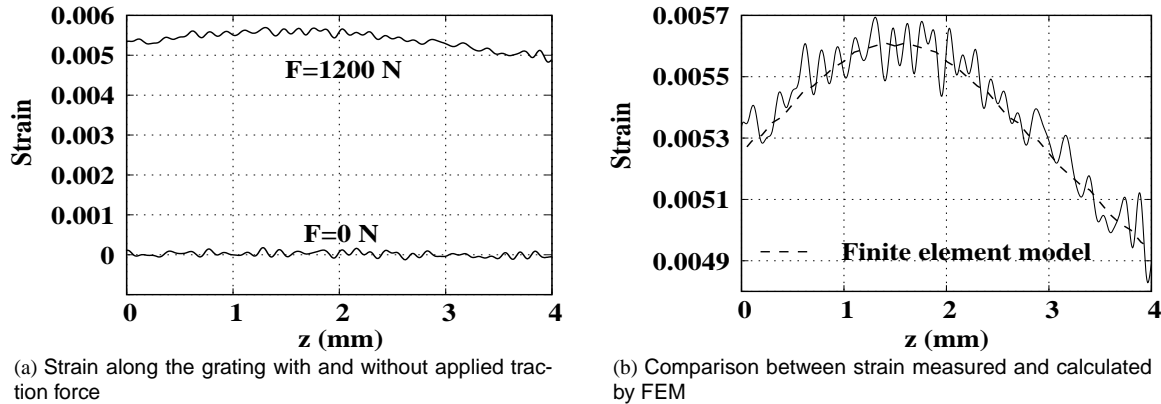 0.006
0.005
0.004
0.003
0.002
0.001
0
Strain
F=1200 N
F=0 N
0 1 2 3 4
z (mm)
(a) Strain along the grating with and without applied trac-
tion force
0.0057
0.0055
0.0053
0.0051
0.0049
Strain
Finite element model
0 1 2 3 4
z (mm)
(b) Comparison between strain measured and calculated
by FEM